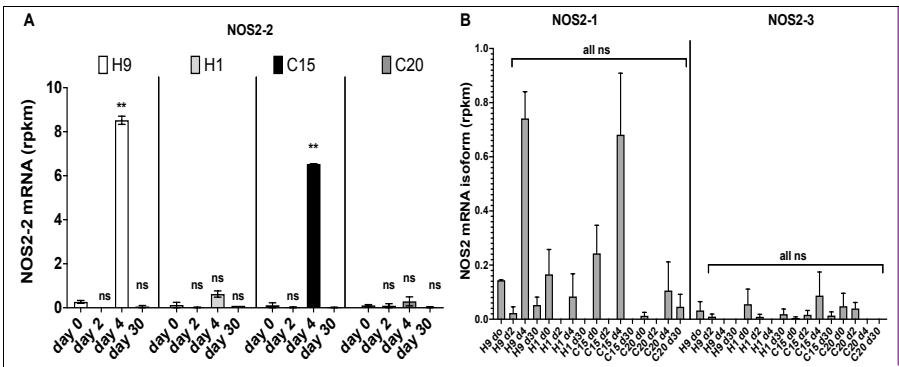 A
NOS2-2
H9
H1
C15
C20
NOS2-2 mRNA (rpkm)
10
8
6
4
2
0
**
ns
ns
ns
ns
ns
ns
**
ns
ns
ns
ns
day 0
day 2
day 4
day 30
day 0
day 2
day 4
day 30
day 0
day 2
day 4
day 30
day 0
day 2
day 4
day 30
B
NOS2-1
NOS2-3
all ns
all ns
NOS2 mRNA isoform (rpkm)
1.0
0.8
0.6
0.4
0.2
0.0
H9 do
H9 d2
H9 d4
H9 d30
H1 d0
H1 d2
H1 d4
H1 d30
C15 d0
C15 d2
C15 d4
C15 d30
C20 d0
C20 d2
C20 d4
C20 d30
H9 do
H9 d2
H9 d4
H9 d30
H1 d0
H1 d2
H1 d4
H1 d30
C15 d0
C15 d2
C15 d4
C15 d30
C20 d0
C20 d2
C20 d4
C20 d30